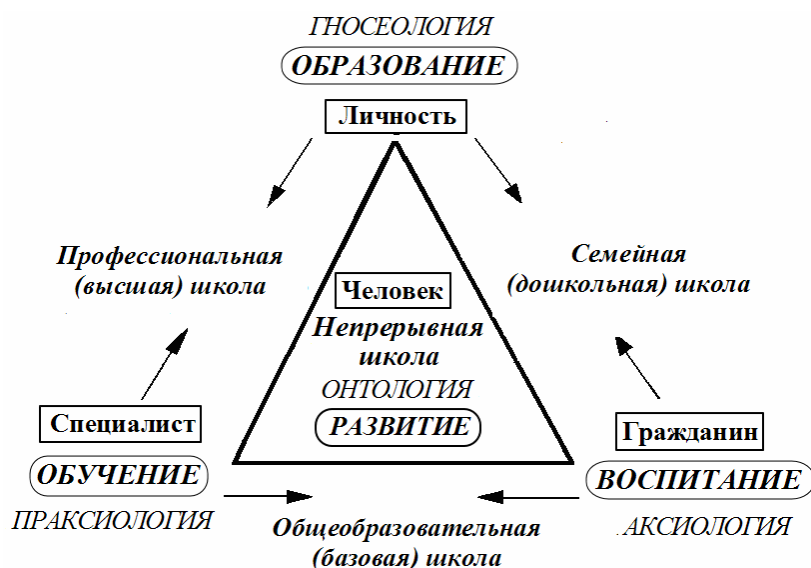 ГНОСЕОЛОГИЯ
ОБРАЗОВАНИЕ
Личность
Профессиональная
(высшая) школа
Семейная
(дошкольная) школа
Человек
Непрерывная
школа
ОНТОЛОГИЯ
РАЗВИТИЕ
Специалист
ОБУЧЕНИЕ
ПРАКСИОЛОГИЯ
Гражданин
ВОСПИТАНИЕ
АКСИОЛОГИЯ
Общеобразовательная
(базовая) школа